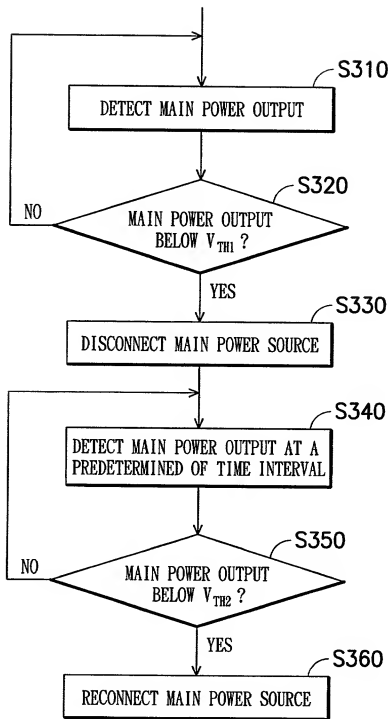 S310
DETECT MAIN POWER OUTPUT
S320
MAIN POWER OUTPUT
BELOW VTH1 ?
NO
YES
S330
DISCONNECT MAIN POWER SOURCE
S340
DETECT MAIN POWER OUTPUT AT A
PREDETERMINED OF TIME INTERVAL
S350
MAIN POWER OUTPUT
BELOW VTH2 ?
NO
YES
S360
RECONNECT MAIN POWER SOURCE